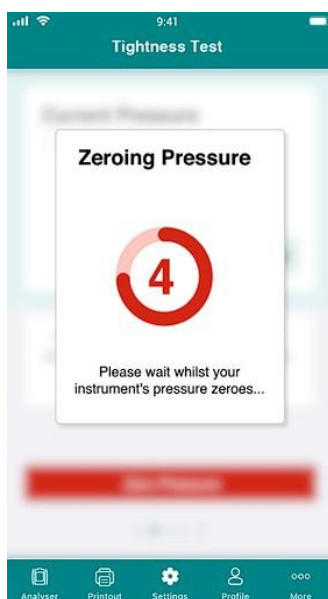 9:41
Tightness Test
Zeroing Pressure
4
Please wait whilst your
instrument's pressure zeroes...
Analyser Printout Settings Profile More